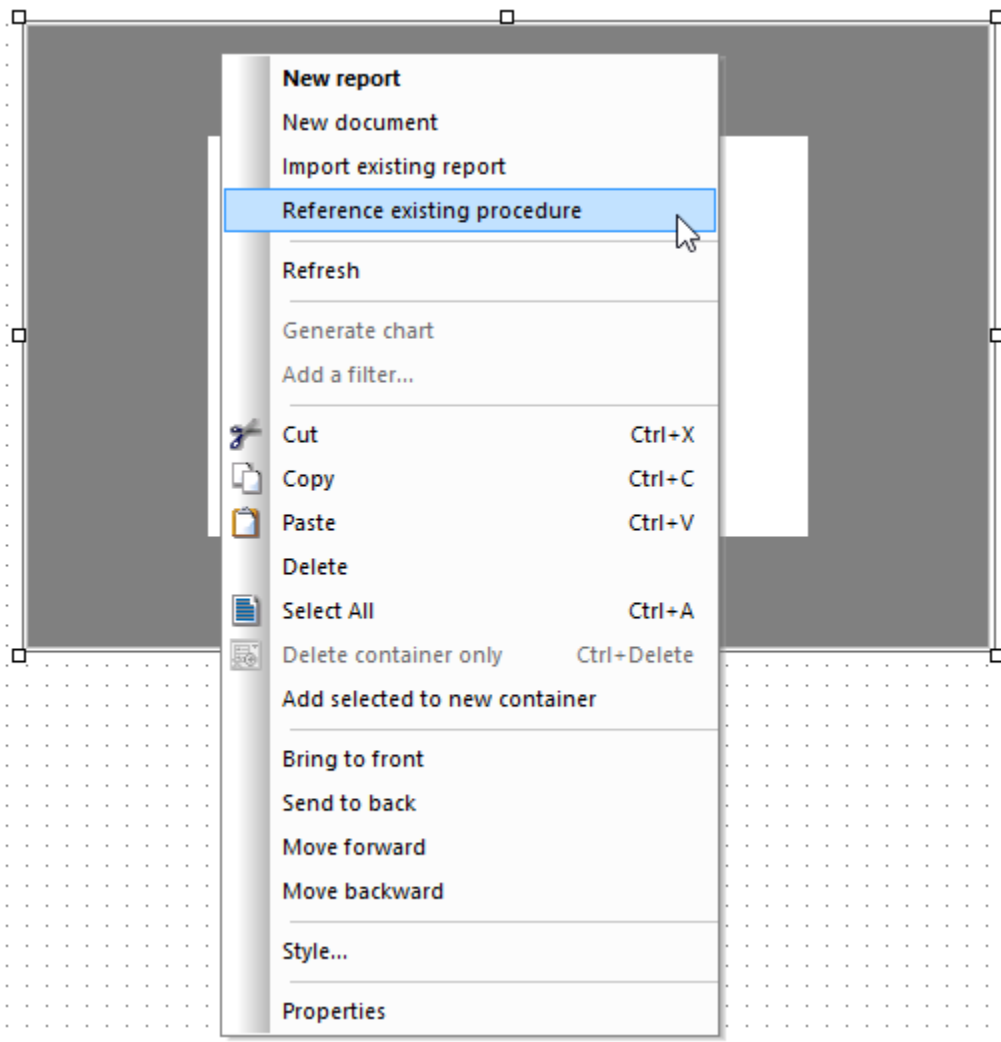 New report
New document
Import existing report
Reference existing procedure
Refresh
Generate chart
Add a filter...
Cut Ctrl+X
Copy Ctrl+C
Paste Ctrl+V
Delete
Select All Ctrl+A
Delete container only Ctrl+Delete
Add selected to new container
Bring to front
Send to back
Move forward
Move backward
Style...
Properties